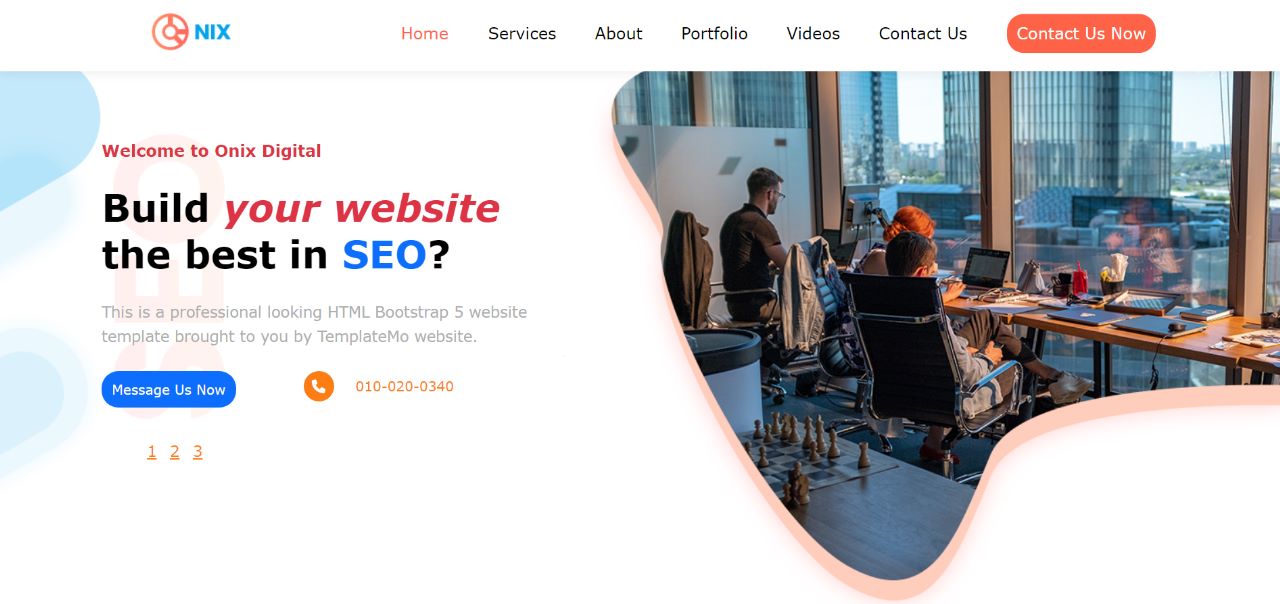 NIX
Home Services About Portfolio Videos Contact Us Contact Us Now
Welcome to Onix Digital
Build your website
the best in SEO?
This is a professional looking HTML Bootstrap 5 website
template brought to you by TemplateMo website.
Message Us Now 010-020-0340
1 2 3
SEO